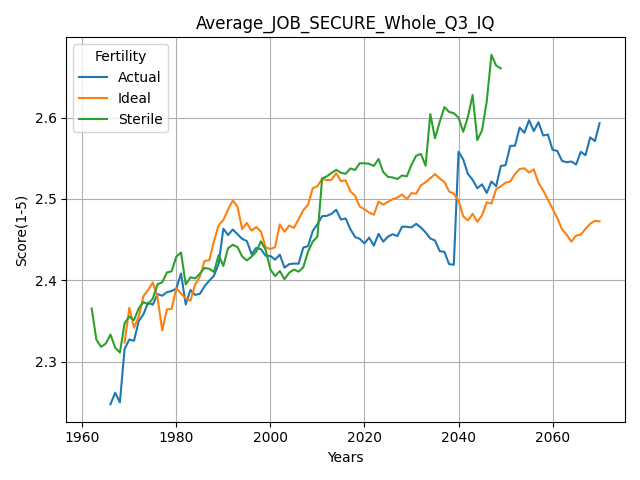 Average_JOB_SECURE_Whole_Q3_IQ
Fertility
Actual
Ideal
Sterile
Score(1-5)
2.6
2.5
2.4
2.3
1960
1980
2000
2020
2040
2060
Years